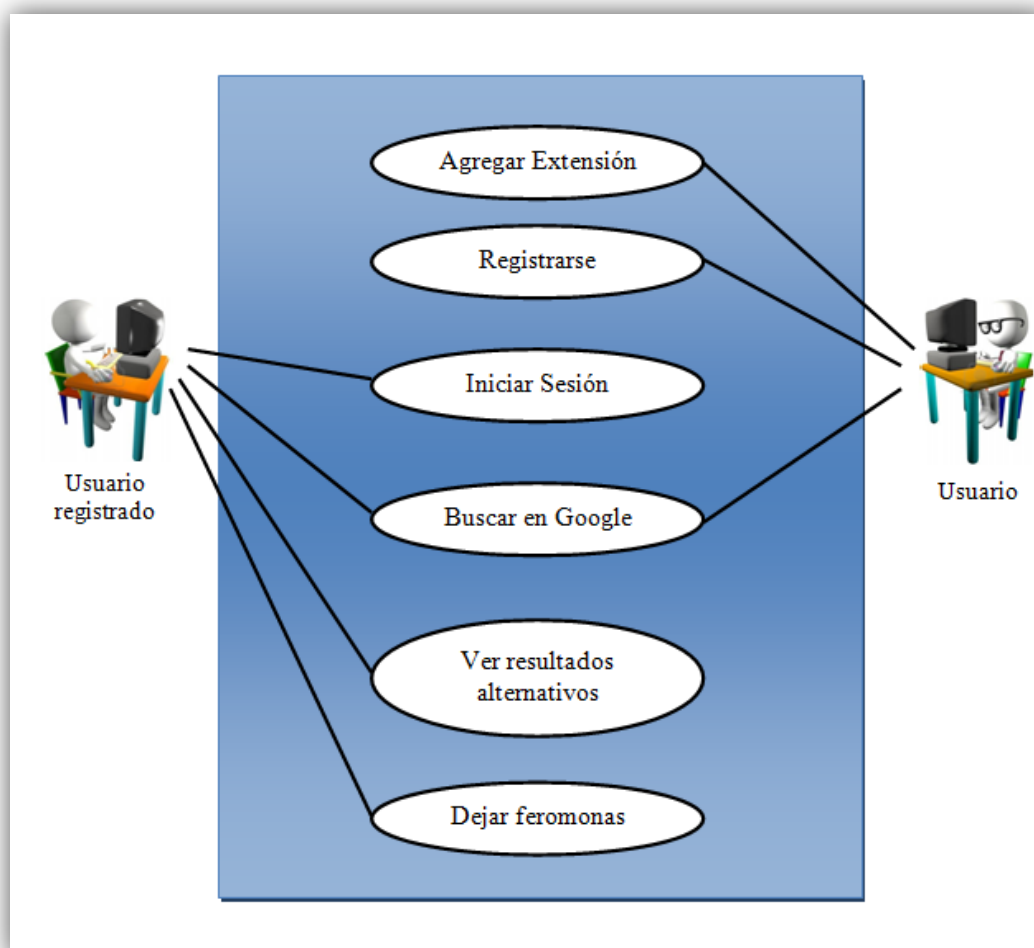 Agregar Extensión
Registrarse
Iniciar Sesión
Usuario
registrado
Buscar en Google
Usuario
Ver resultados
alternativos
Dejar feromonas